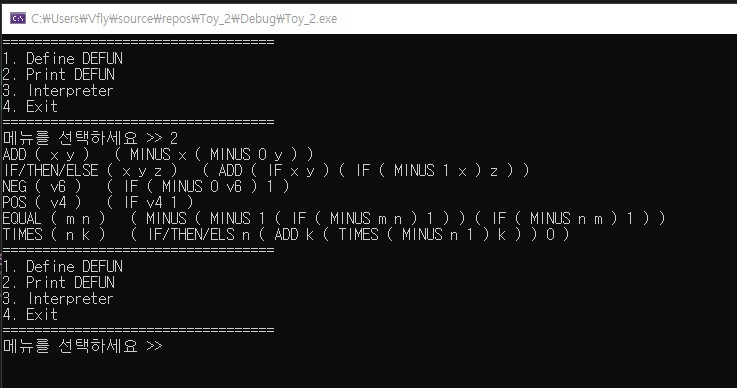 C:₩Users₩Vfly₩source₩repos₩Toy_2₩Debug₩Toy_2.exe
==================================
1. Define DEFUN
2. Print DEFUN
3. Interpreter
4. Exit
==================================
메뉴를 선택하세요 >> 2
ADD ( x y )   ( MINUS x ( MINUS 0 y ) )
IF/THEN/ELSE ( x y z )   ( ADD ( IF x y ) ( IF ( MINUS 1 x ) z ) )
NEG ( v6 )   ( IF ( MINUS 0 v6 ) 1 )
POS ( v4 )   ( IF v4 1 )
EQUAL ( m n )   ( MINUS ( MINUS 1 ( IF ( MINUS m n ) 1 ) ) ( IF ( MINUS n m ) 1 ) )
TIMES ( n k )   ( IF/THEN/ELS n ( ADD k ( TIMES ( MINUS n 1 ) k ) ) 0 )
==================================
1. Define DEFUN
2. Print DEFUN
3. Interpreter
4. Exit
==================================
메뉴를 선택하세요 >>